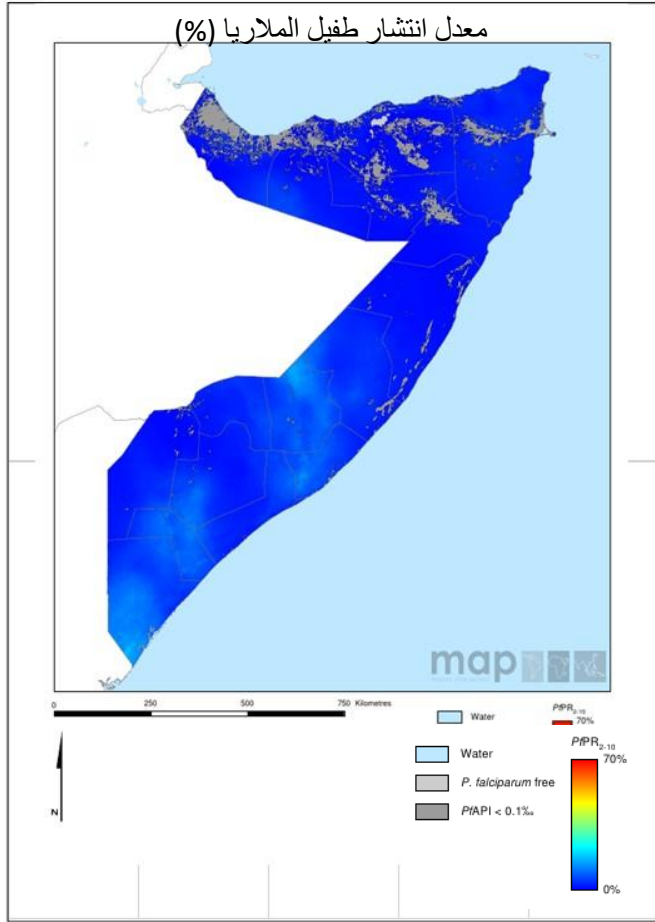 معدل انتشار طفيل الملاريا (%)
map
0 250 500 750 Kilometres
Water
PfPR2-10
70%
N
Water
P. falciparum free
PfAPI < 0.1‰
PfPR2-10
70%
0%